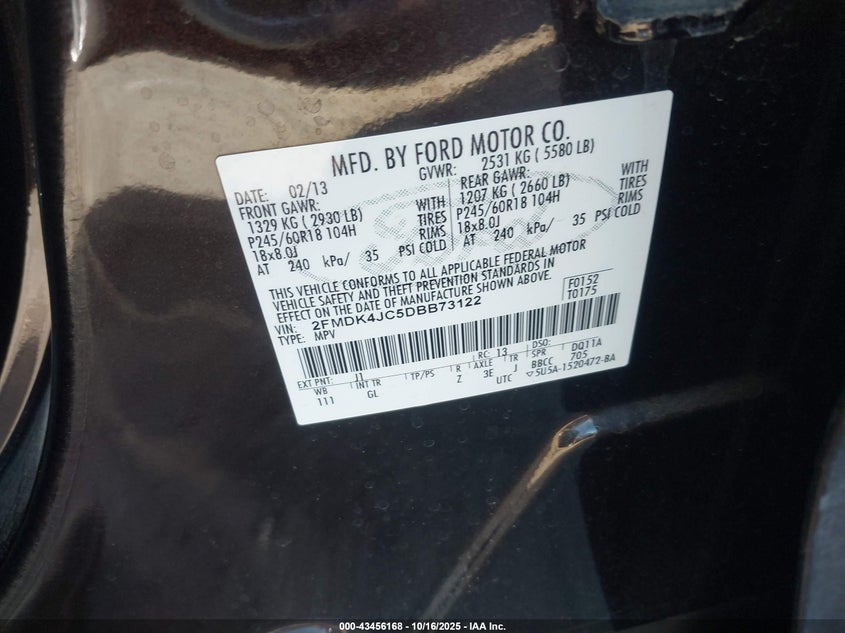 MFD. BY FORD MOTOR CO.
DATE: 02/13 GVWR: 2531 KG ( 5580 LB)
FRONT GAWR: REAR GAWR:
1329 KG ( 2930 LB) WITH 1207 KG ( 2660 LB) WITH
P245/60R18 104H TIRES P245/60R18 104H TIRES
18x8.0J RIMS 18x8.0J RIMS
AT 240 kPa/ 35 PSI COLD AT 240 kPa/ 35 PSI COLD
Ford
THIS VEHICLE CONFORMS TO ALL APPLICABLE FEDERAL MOTOR
VEHICLE SAFETY AND THEFT PREVENTION STANDARDS IN
EFFECT ON THE DATE OF MANUFACTURE SHOWN ABOVE.
VIN: 2FMDK4JC5DBB73122 F0152
TYPE: MPV T0175
EXT PNT: J1 RC: 13 DSO:
WB INT TR TP/PS R AXLE TR SPR DQ11A
111 GL Z 3E J BBCC 705
UTC 5U5A-1520472-BA
000-43456168 - 10/16/2025 - IAA Inc.